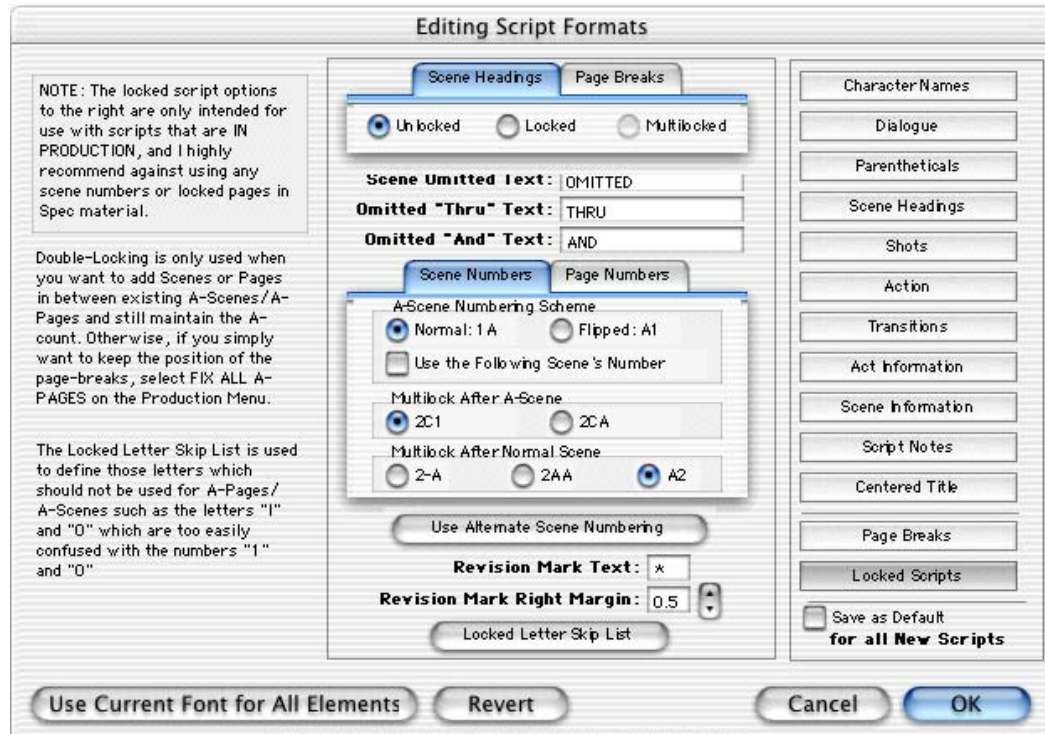 Editing Script Formats
NOTE: The locked script options
to the right are only intended for
use with scripts that are IN
PRODUCTION, and I highly
recommend against using any
scene numbers or locked pages in
Spec material.
Double-Locking is only used when
you want to add Scenes or Pages
in between existing A-Scenes/A-
Pages and still maintain the A-
count. Otherwise, if you simply
want to keep the position of the
page-breaks, select FIX ALL A-
PAGES on the Production Menu.
The Locked Letter Skip List is used
to define those letters which
should not be used for A-Pages/
A-Scenes such as the letters "I"
and "O" which are too easily
confused with the numbers "1"
and "0"
Scene Headings Page Breaks
Unlocked Locked Multilocked
Scene Omitted Text: OMITTED
Omitted "Thru" Text: THRU
Omitted "And" Text: AND
Scene Numbers Page Numbers
A-Scene Numbering Scheme
Normal: 1A Flipped: A1
Use the Following Scene's Number
Multilock After A-Scene
2C1 2CA
Multilock After Normal Scene
2-A 2AA A2
Use Alternate Scene Numbering
Revision Mark Text: *
Revision Mark Right Margin: 0.5
Locked Letter Skip List
Character Names
Dialogue
Parentheticals
Scene Headings
Shots
Action
Transitions
Act Information
Scene Information
Script Notes
Centered Title
Page Breaks
Locked Scripts
Save as Default
for all New Scripts
Use Current Font for All Elements Revert Cancel OK